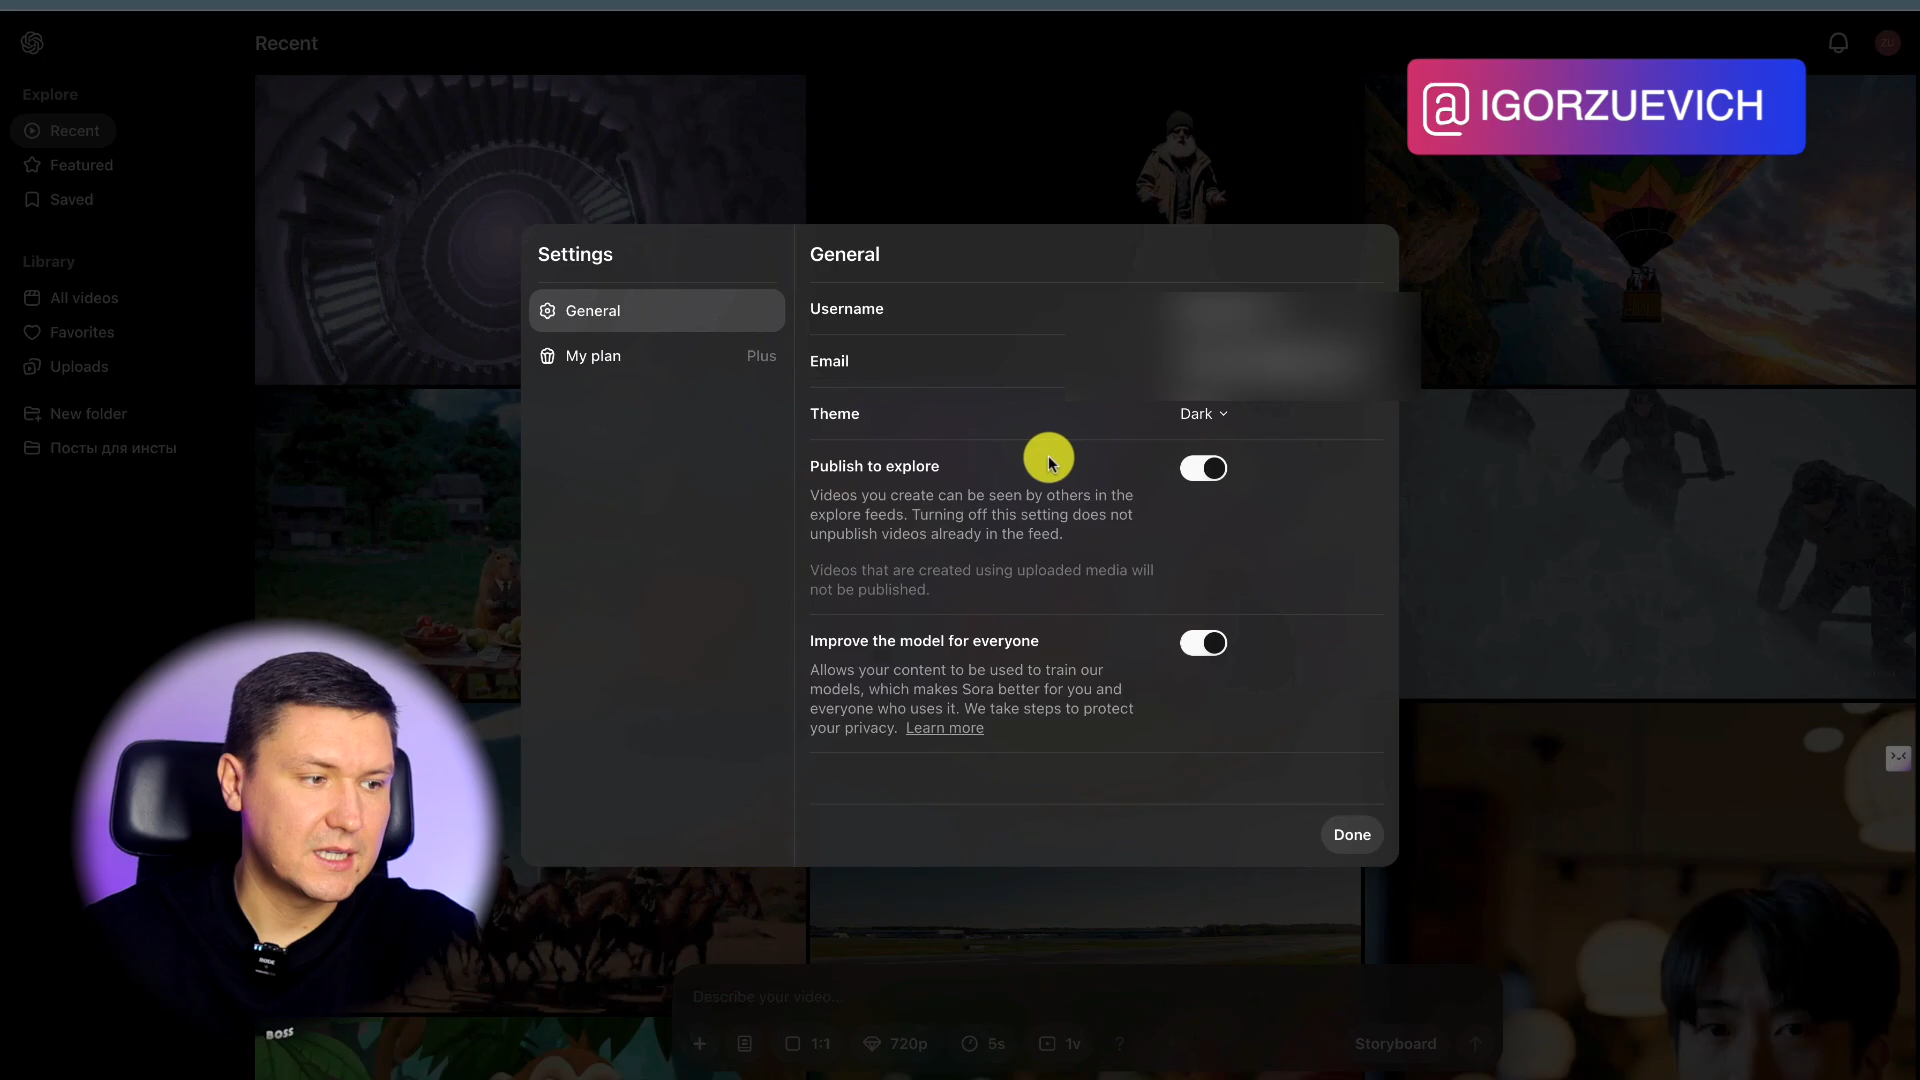 Recent
ZU
@IGORZUEVICH
Explore
Recent
Featured
Saved
Library
All videos
Favorites
Uploads
New folder
Посты для инсты
Settings
General
My plan Plus
General
Username
Email
Theme Dark
Publish to explore
Videos you create can be seen by others in the
explore feeds. Turning off this setting does not
unpublish videos already in the feed.
Videos that are created using uploaded media will
not be published.
Improve the model for everyone
Allows your content to be used to train our
models, which makes Sora better for you and
everyone who uses it. We take steps to protect
your privacy. Learn more
Done
RODE
BOSS
Describe your video...
+ 1:1 720p 5s 1v ? Storyboard